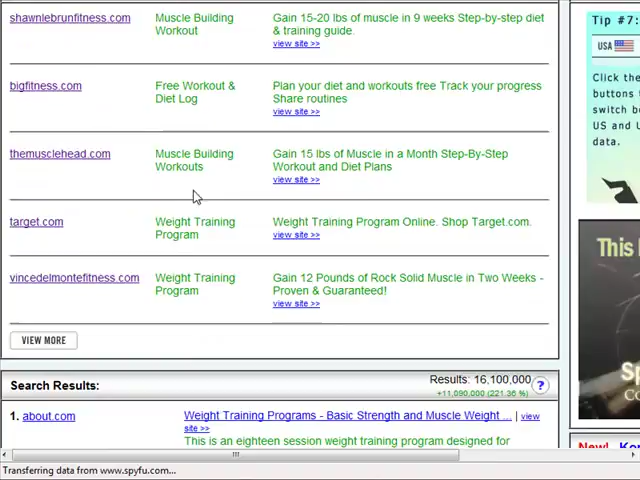 shawnlebrunfitness.com
Muscle Building
Workout
Gain 15-20 lbs of muscle in 9 weeks Step-by-step diet
& training guide.
view site >>
bigfitness.com
Free Workout &
Diet Log
Plan your diet and workouts free Track your progress
Share routines
view site >>
themusclehead.com
Muscle Building
Workouts
Gain 15 lbs of Muscle in a Month Step-By-Step
Workout and Diet Plans
view site >>
target.com
Weight Training
Program
Weight Training Program Online. Shop Target.com.
view site >>
vincedelmontefitness.com
Weight Training
Program
Gain 12 Pounds of Rock Solid Muscle in Two Weeks -
Proven & Guaranteed!
view site >>
VIEW MORE
Search Results:
Results: 16,100,000
+11,090,000 (221.36 %)
?
1. about.com
Weight Training Programs - Basic Strength and Muscle Weight ... | view
site >>
This is an eighteen session weight training program designed for
Transferring data from www.spyfu.com...
Tip #7:
USA
Click the
buttons
switch
US and
data.
This
Sp
New!